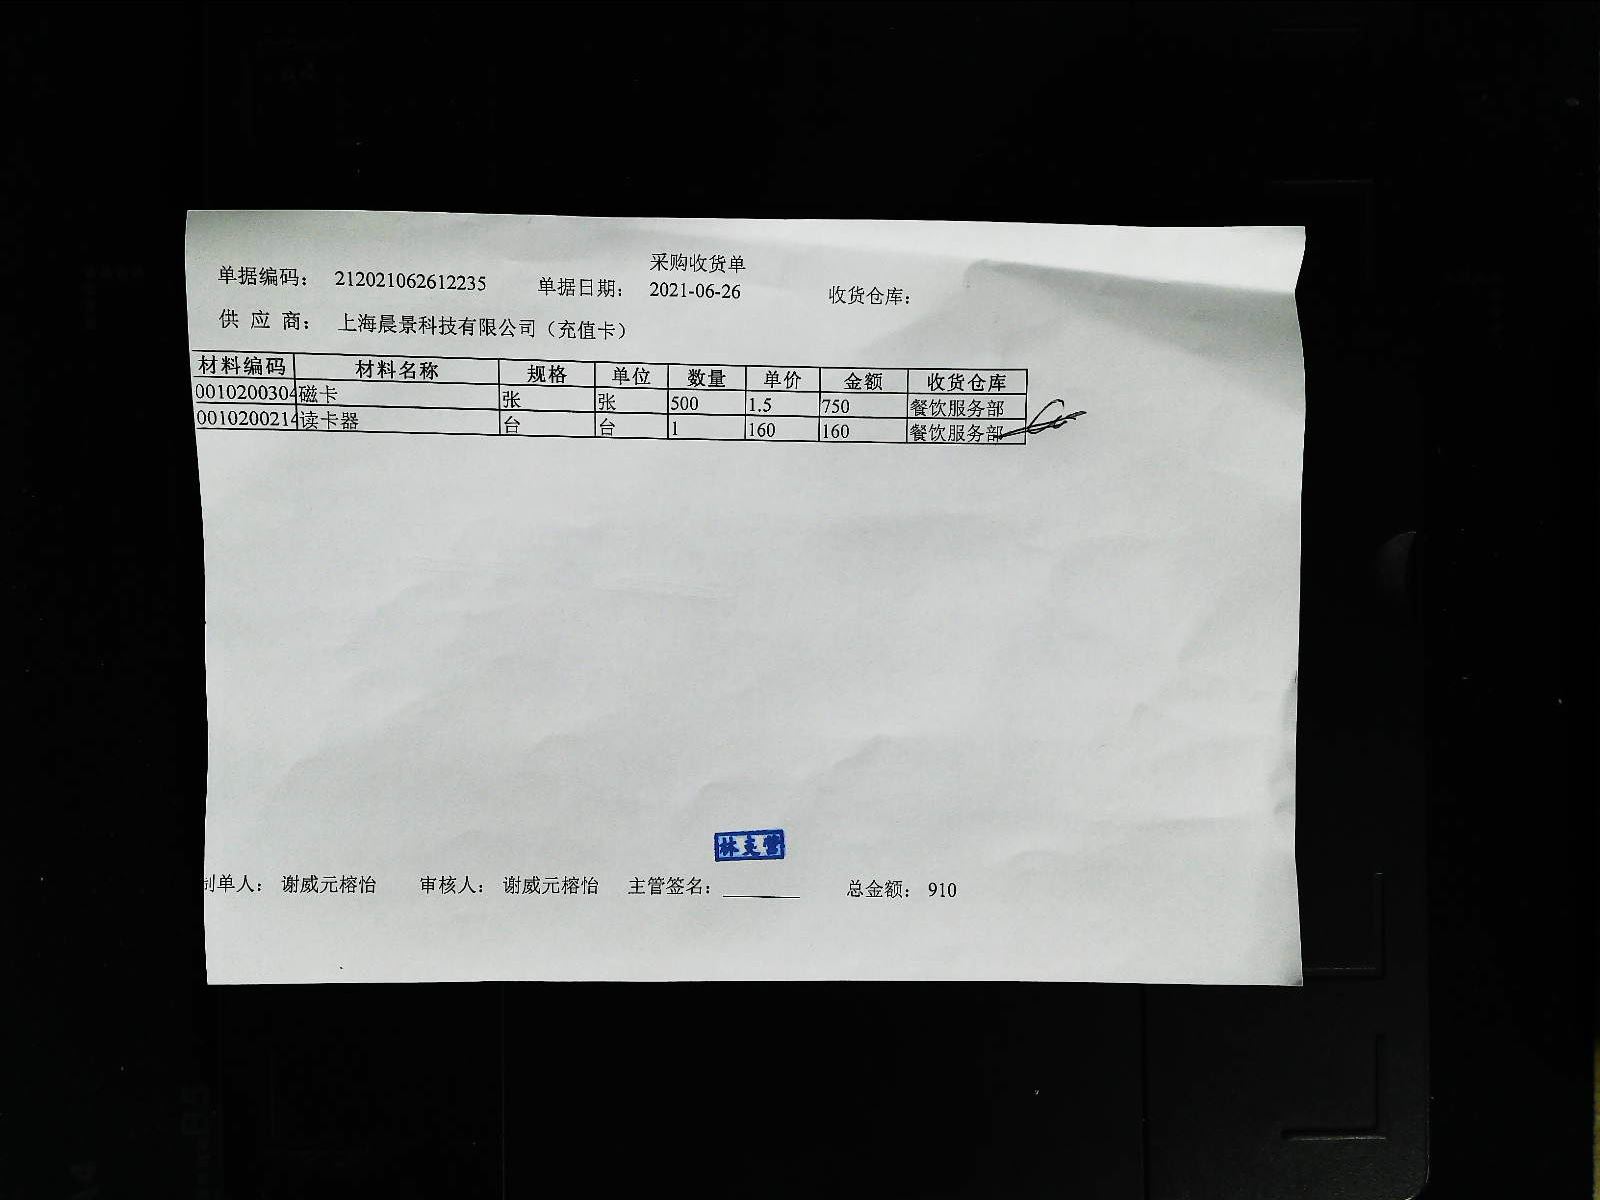 采购收货单
单据编码: 212021062612235 单据日期: 2021-06-26 收货仓库:
供 应 商: 上海晨景科技有限公司（充值卡）
材料编码 材料名称 规格 单位 数量 单价 金额 收货仓库
0010200304 磁卡 张 张 500 1.5 750 餐饮服务部
0010200214 读卡器 台 台 1 160 160 餐饮服务部
制单人: 谢威元榕怡 审核人: 谢威元榕怡 主管签名: 总金额: 910